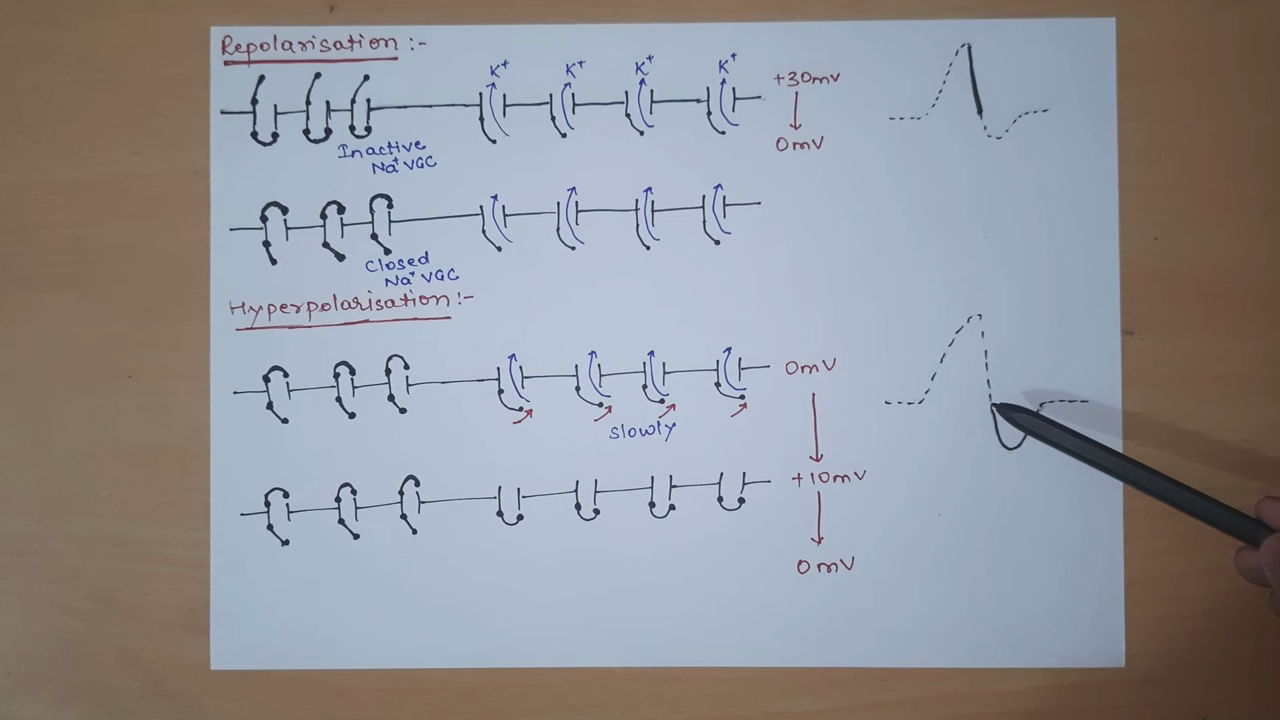 Repolarisation :-
K+ K+ K+ K+
+30mv
0mV
Inactive
Na+ VGC
Closed
Na+ VGC
Hyperpolarisation :-
0mV
slowly
+10mV
0mV